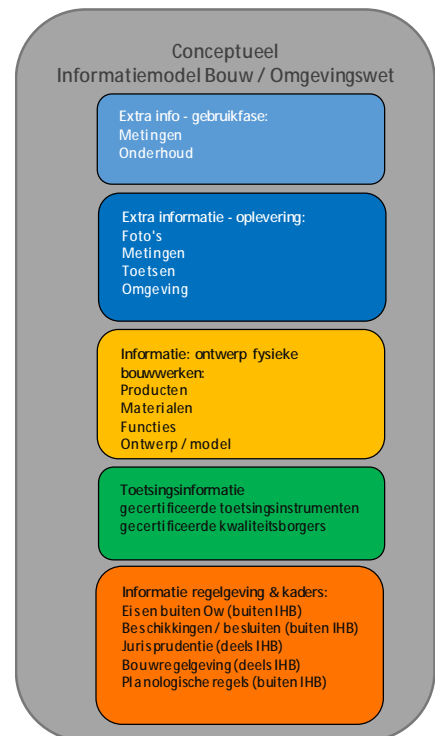 Conceptueel
Informatiemodel Bouw / Omgevingswet
Extra info - gebruikfase:
Metingen
Onderhoud
Extra informatie - oplevering:
Foto's
Metingen
Toetsen
Omgeving
Informatie: ontwerp fysieke
bouwwerken:
Producten
Materialen
Functies
Ontwerp / model
Toetsingsinformatie
gecertificeerde toetsingsinstrumenten
gecertificeerde kwaliteitsborgers
Informatie regelgeving & kaders:
Eisen buiten Ow (buiten IHB)
Beschikkingen / besluiten (buiten IHB)
Jurisprudentie (deels IHB)
Bouwregelgeving (deels IHB)
Planologische regels (buiten IHB)